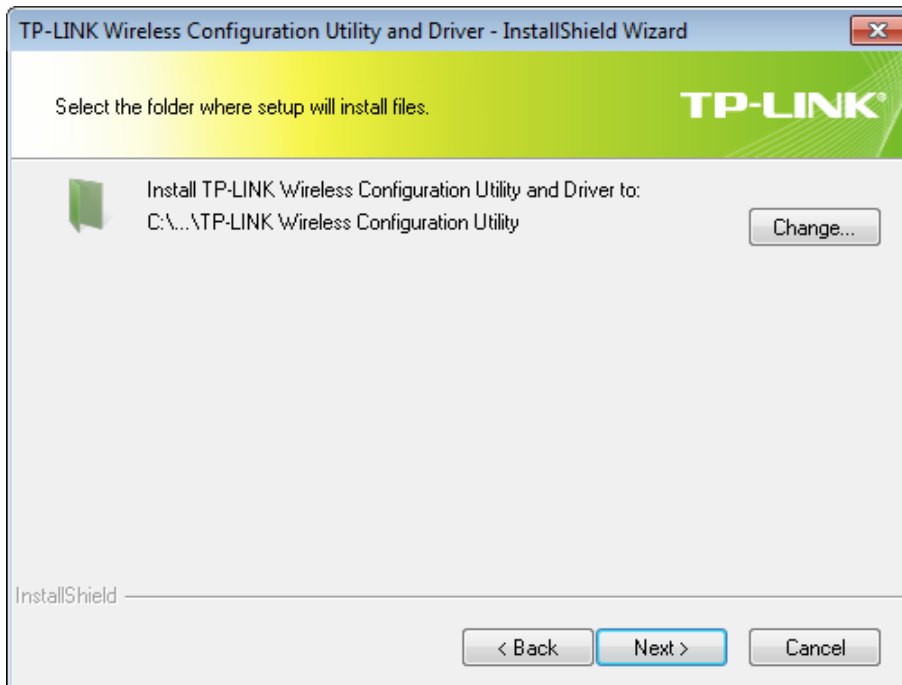 TP-LINK Wireless Configuration Utility and Driver - InstallShield Wizard
Select the folder where setup will install files.
TP-LINK®
Install TP-LINK Wireless Configuration Utility and Driver to:
C:\...\TP-LINK Wireless Configuration Utility
Change...
InstallShield
< Back
Next >
Cancel